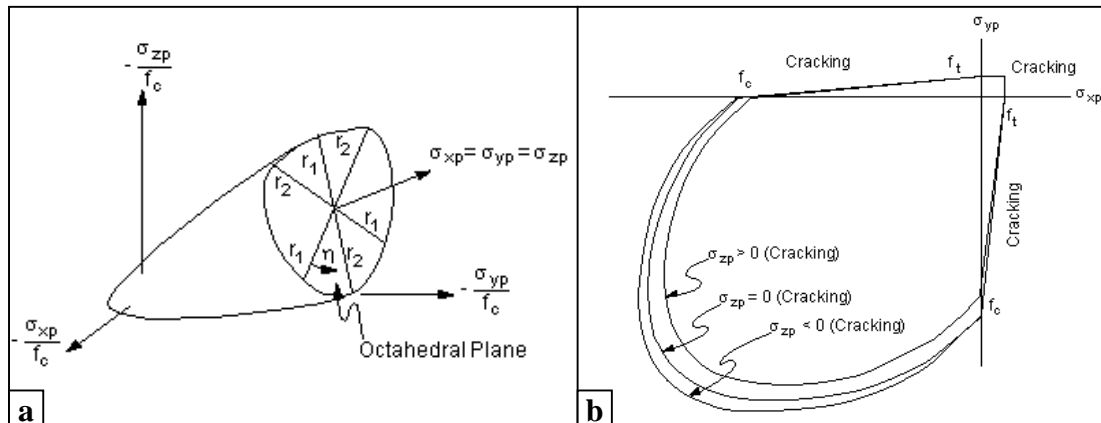 - σzp
fc
r2
r1
r2
σxp= σyp= σzp
r1
r1
η
r2
- σyp
fc
- σxp
fc
Octahedral Plane
a
σyp
Cracking
fc
ft
Cracking
σxp
ft
Cracking
σzp > 0 (Cracking)
σzp = 0 (Cracking)
fc
σzp < 0 (Cracking)
b